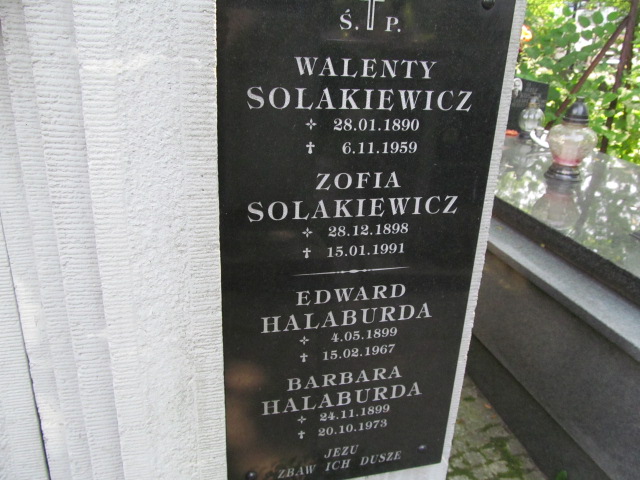 Ś. † P.
WALENTY
SOLAKIEWICZ
✧ 28.01.1890
† 6.11.1959
ZOFIA
SOLAKIEWICZ
✧ 28.12.1898
† 15.01.1991
EDWARD
HALABURDA
✧ 4.05.1899
† 15.02.1967
BARBARA
HALABURDA
✧ 24.11.1899
† 20.10.1973
JEZU
ZBAW ICH DUSZE